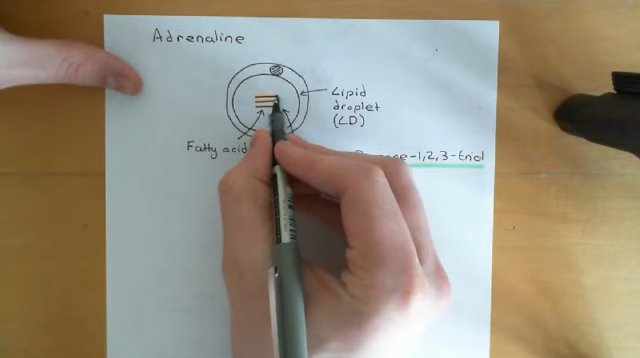 Adrenaline
Lipid
droplet
(LD)
Fatty acid
-1,2,3-triol